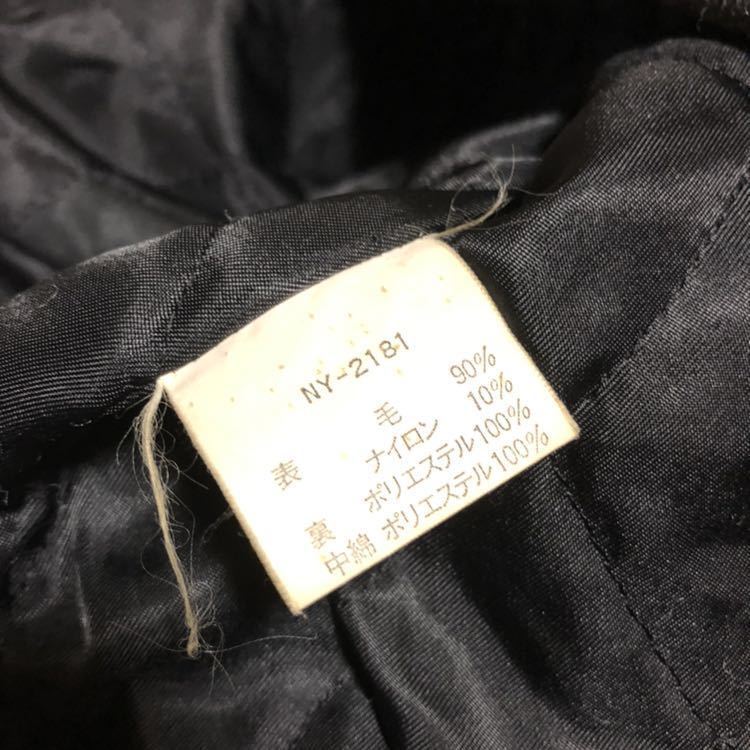 NY-2181
表 毛 90%
ナイロン 10%
裏 ポリエステル100%
中綿 ポリエステル100%